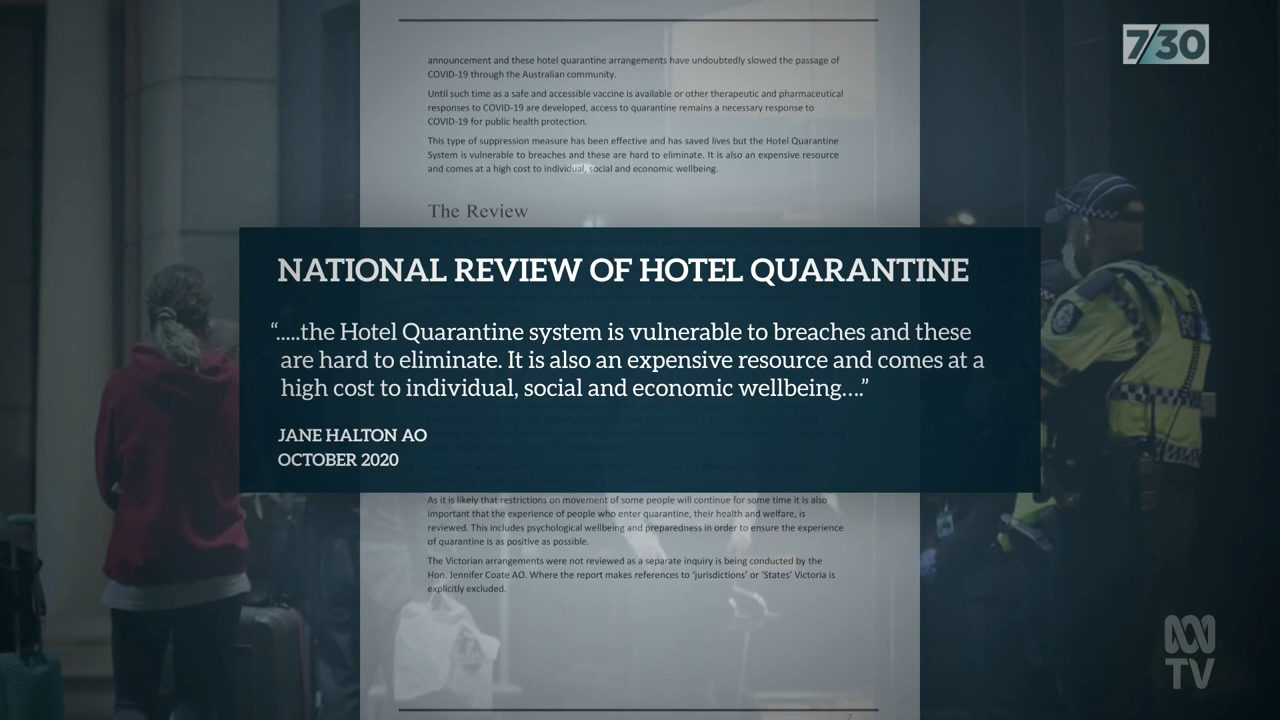 7/30
announcement and these hotel quarantine arrangements have undoubtedly slowed the passage of
COVID-19 through the Australian community.
Until such time as a safe and accessible vaccine is available or other therapeutic and pharmaceutical
responses to COVID-19 are developed, access to quarantine remains a necessary response to
COVID-19 for public health protection.
This type of suppression measure has been effective and has saved lives but the Hotel Quarantine
System is vulnerable to breaches and these are hard to eliminate. It is also an expensive resource
and comes at a high cost to individual, social and economic wellbeing.
The Review
NATIONAL REVIEW OF HOTEL QUARANTINE
“.....the Hotel Quarantine system is vulnerable to breaches and these
are hard to eliminate. It is also an expensive resource and comes at a
high cost to individual, social and economic wellbeing....”
JANE HALTON AO
OCTOBER 2020
As it is likely that restrictions on movement of some people will continue for some time it is also
important that the experience of people who enter quarantine, their health and welfare, is
reviewed. This includes psychological wellbeing and preparedness in order to ensure the experience
of quarantine is as positive as possible.
The Victorian arrangements were not reviewed as a separate inquiry is being conducted by the
Hon. Jennifer Coate AO. Where the report makes references to ‘jurisdictions’ or ‘States’ Victoria is
explicitly excluded.
TV